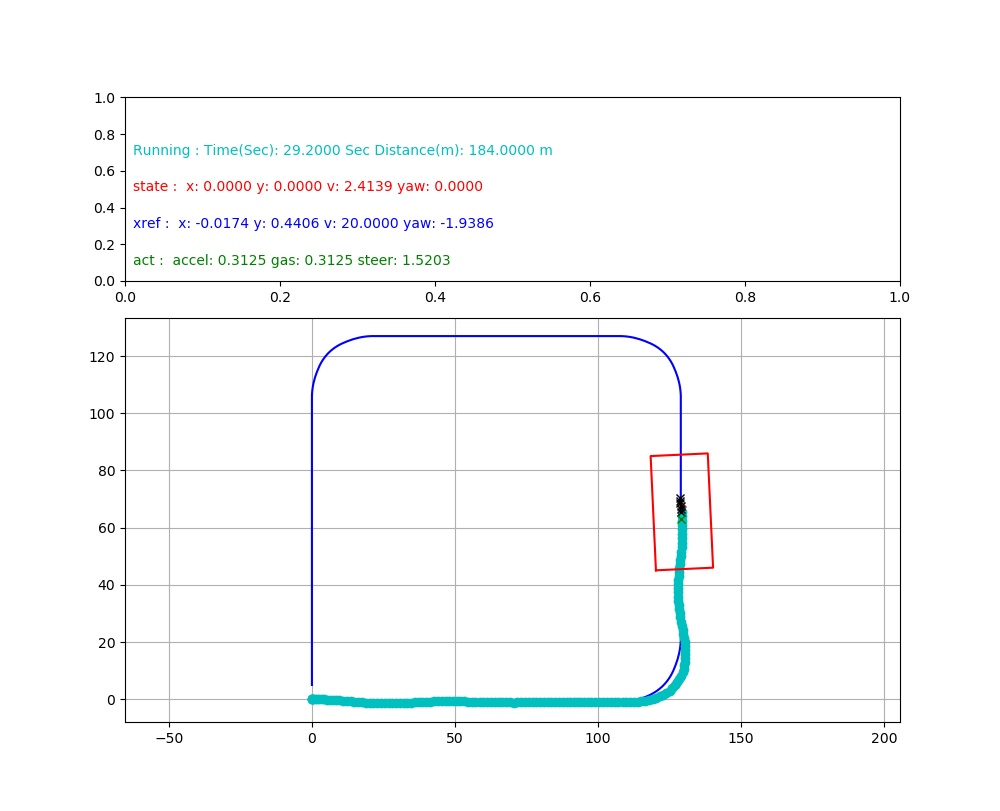 1.0
0.8
0.6
0.4
0.2
0.0
Running : Time(Sec): 29.2000 Sec Distance(m): 184.0000 m
state :  x: 0.0000 y: 0.0000 v: 2.4139 yaw: 0.0000
xref :  x: -0.0174 y: 0.4406 v: 20.0000 yaw: -1.9386
act :  accel: 0.3125 gas: 0.3125 steer: 1.5203
0.0 0.2 0.4 0.6 0.8 1.0
120
100
80
60
40
20
0
−50 0 50 100 150 200